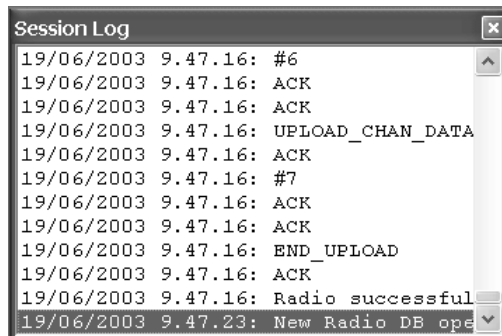 Session Log
19/06/2003 9.47.16: #6
19/06/2003 9.47.16: ACK
19/06/2003 9.47.16: ACK
19/06/2003 9.47.16: UPLOAD_CHAN_DATA
19/06/2003 9.47.16: ACK
19/06/2003 9.47.16: #7
19/06/2003 9.47.16: ACK
19/06/2003 9.47.16: ACK
19/06/2003 9.47.16: END_UPLOAD
19/06/2003 9.47.16: ACK
19/06/2003 9.47.16: Radio successful
19/06/2003 9.47.23: New Radio DB ope